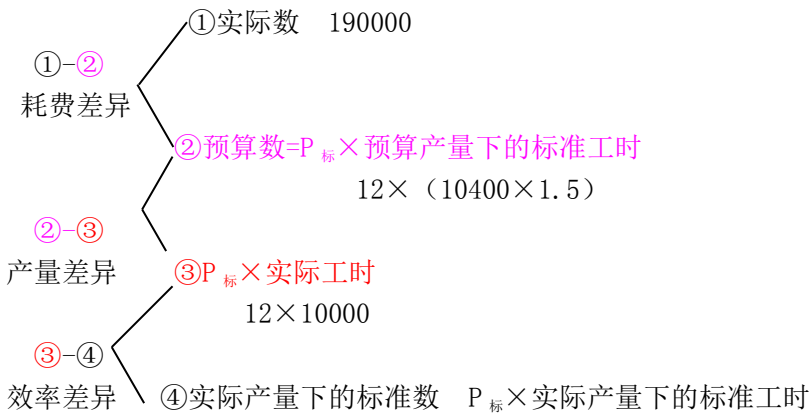 ①实际数 190000
①-②
耗费差异
②预算数=P标×预算产量下的标准工时
12×（10400×1.5）
②-③
产量差异
③P标×实际工时
12×10000
③-④
效率差异
④实际产量下的标准数 P标×实际产量下的标准工时